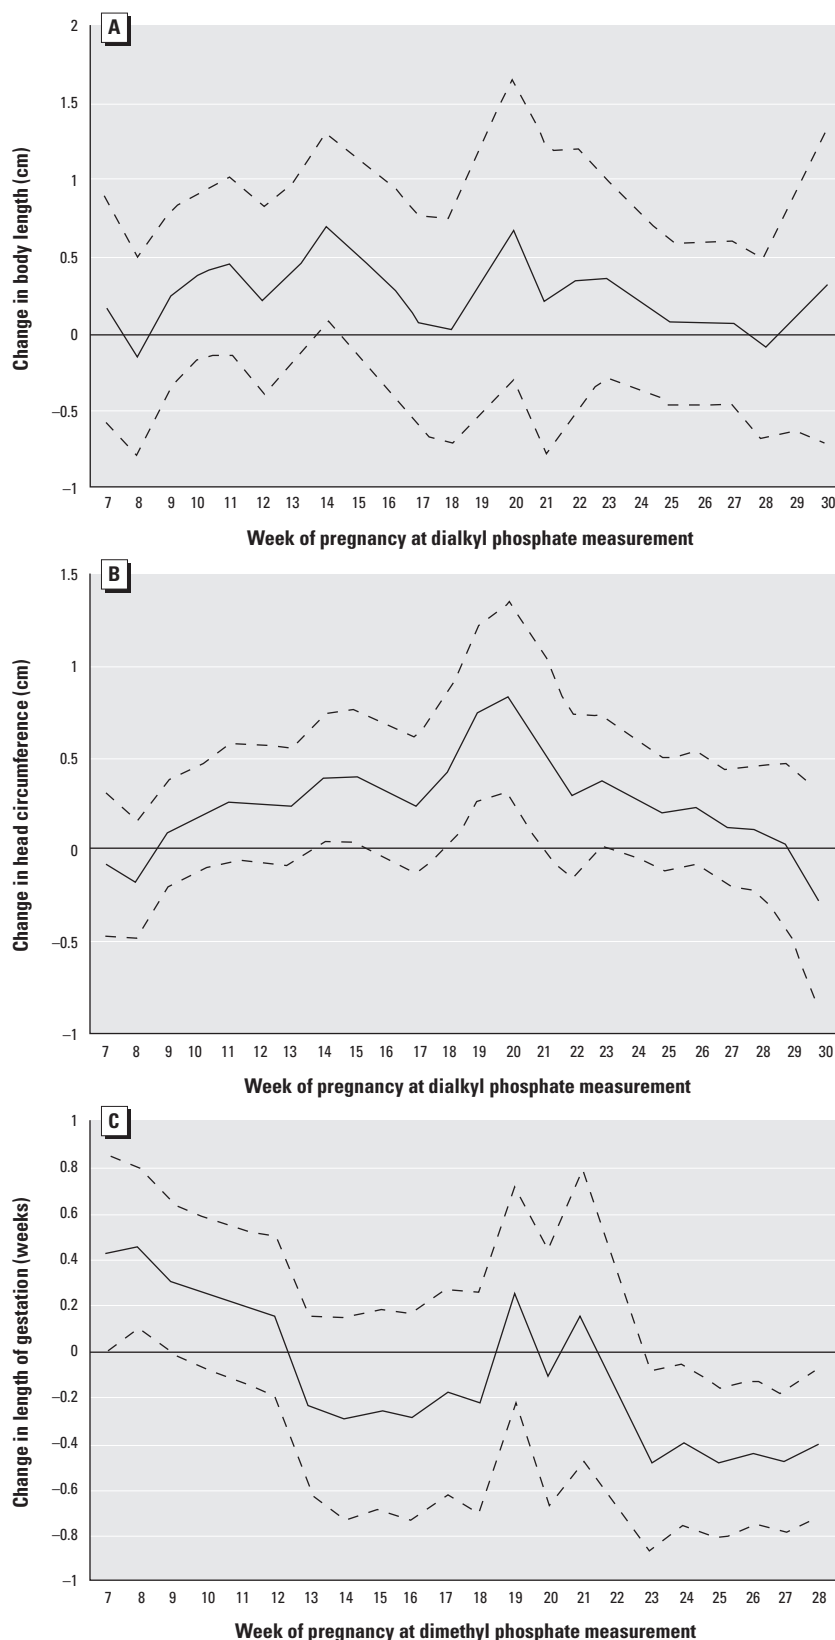 A
Change in body length (cm)
2
1.5
1
0.5
0
–0.5
–1
7 8 9 10 11 12 13 14 15 16 17 18 19 20 21 22 23 24 25 26 27 28 29 30
Week of pregnancy at dialkyl phosphate measurement
B
Change in head circumference (cm)
1.5
1
0.5
0
–0.5
–1
7 8 9 10 11 12 13 14 15 16 17 18 19 20 21 22 23 24 25 26 27 28 29 30
Week of pregnancy at dialkyl phosphate measurement
C
Change in length of gestation (weeks)
1
0.8
0.6
0.4
0.2
0
–0.2
–0.4
–0.6
–0.8
–1
7 8 9 10 11 12 13 14 15 16 17 18 19 20 21 22 23 24 25 26 27 28
Week of pregnancy at dimethyl phosphate measurement